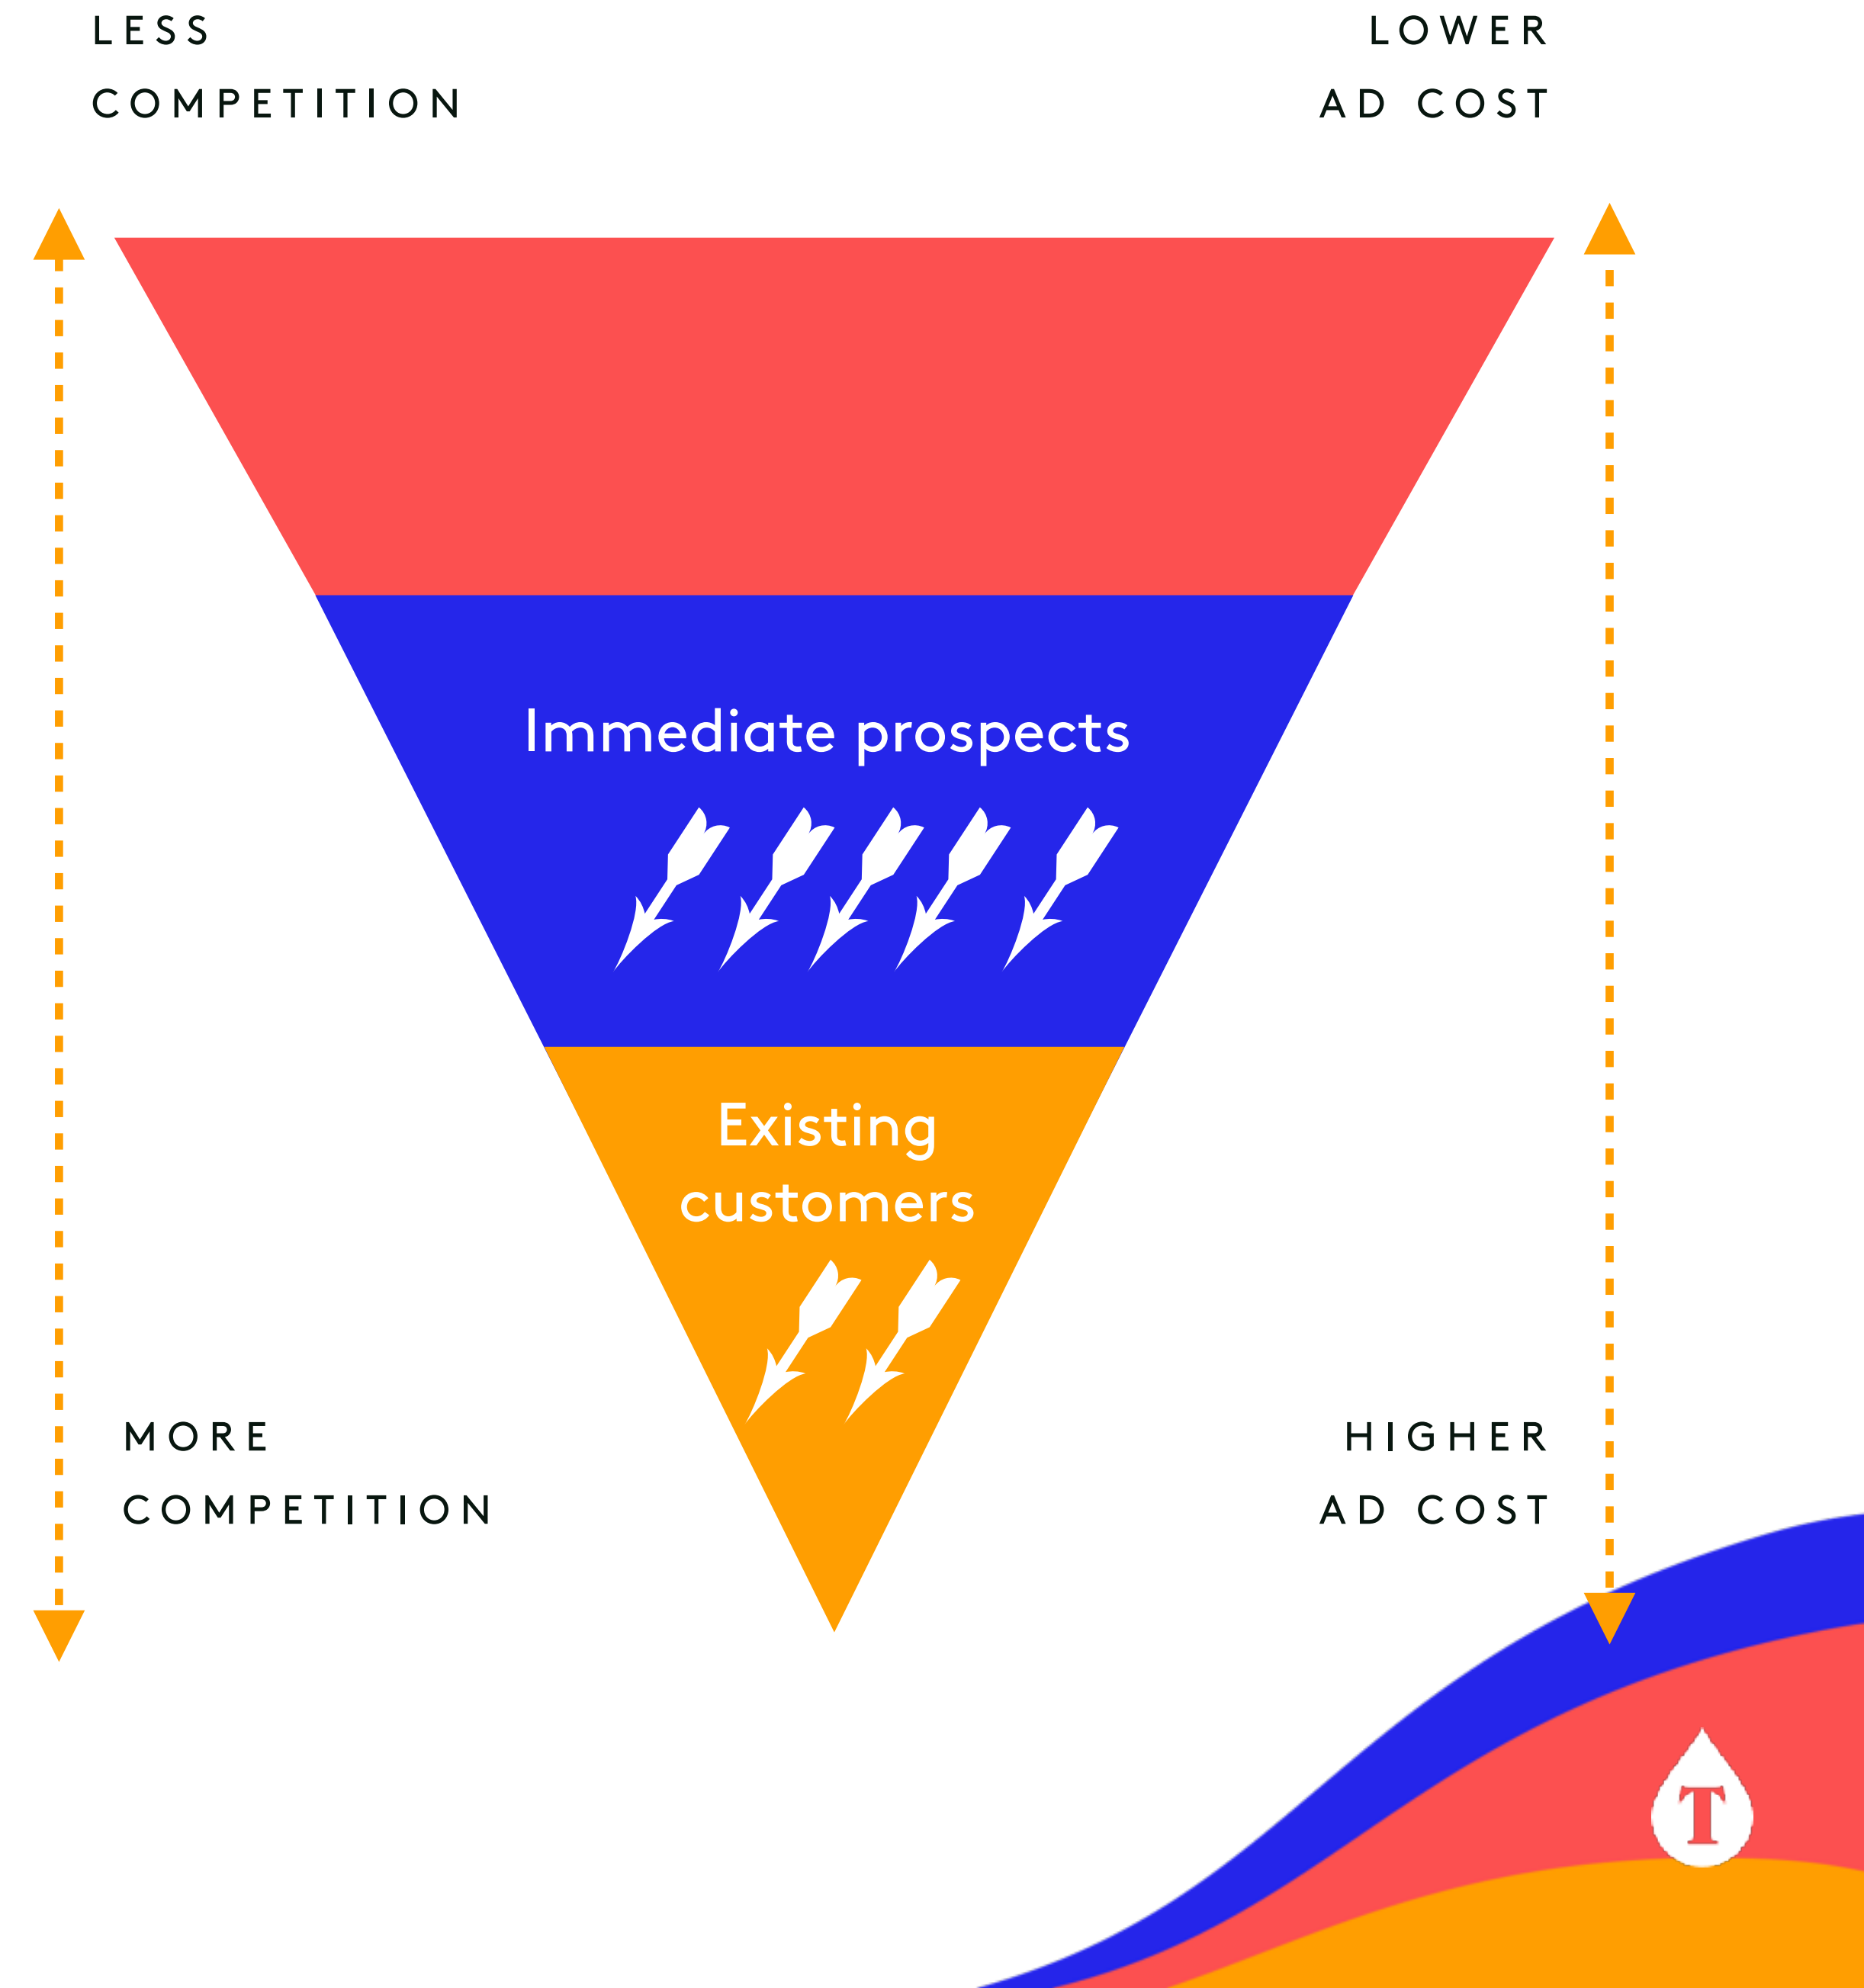 LESS
COMPETITION
LOWER
AD COST
Immediate prospects
Existing
customers
MORE
COMPETITION
HIGHER
AD COST
T